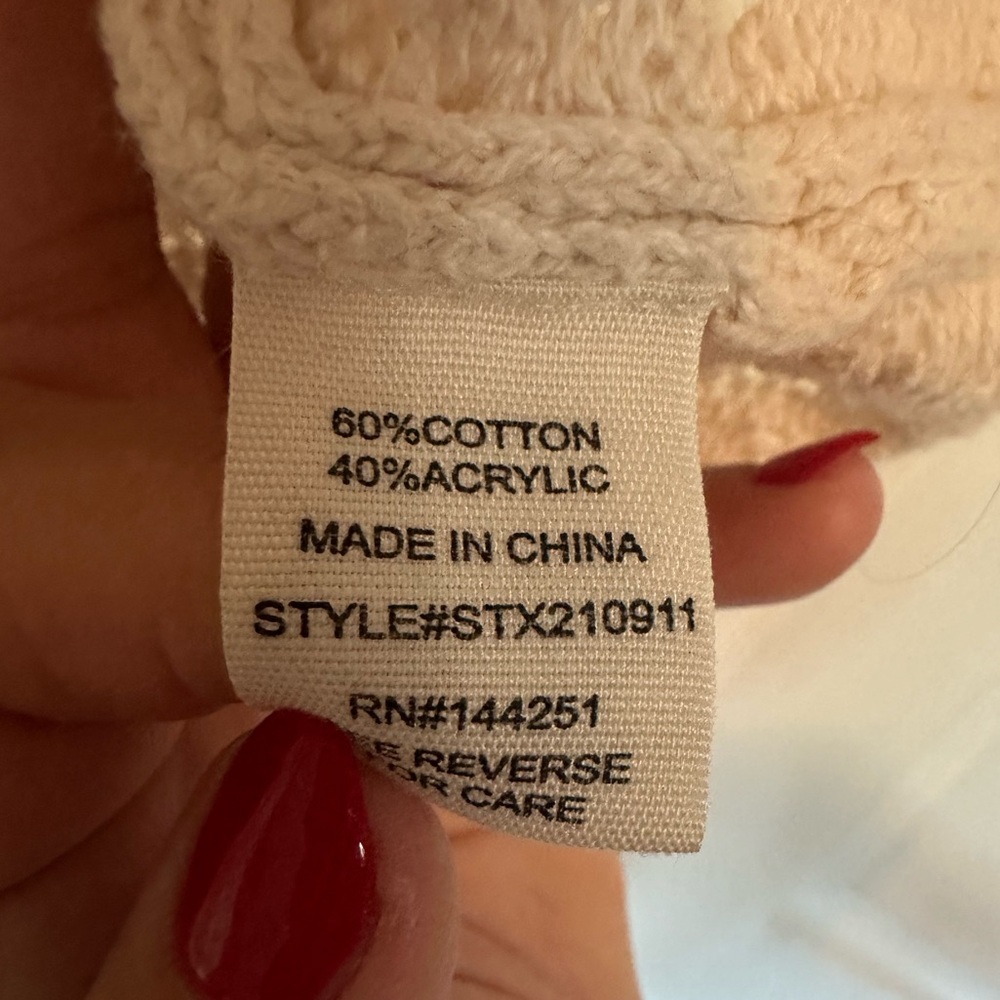 60%COTTON
40%ACRYLIC
MADE IN CHINA
STYLE#STX210911
RN#144251
REVERSE
CARE